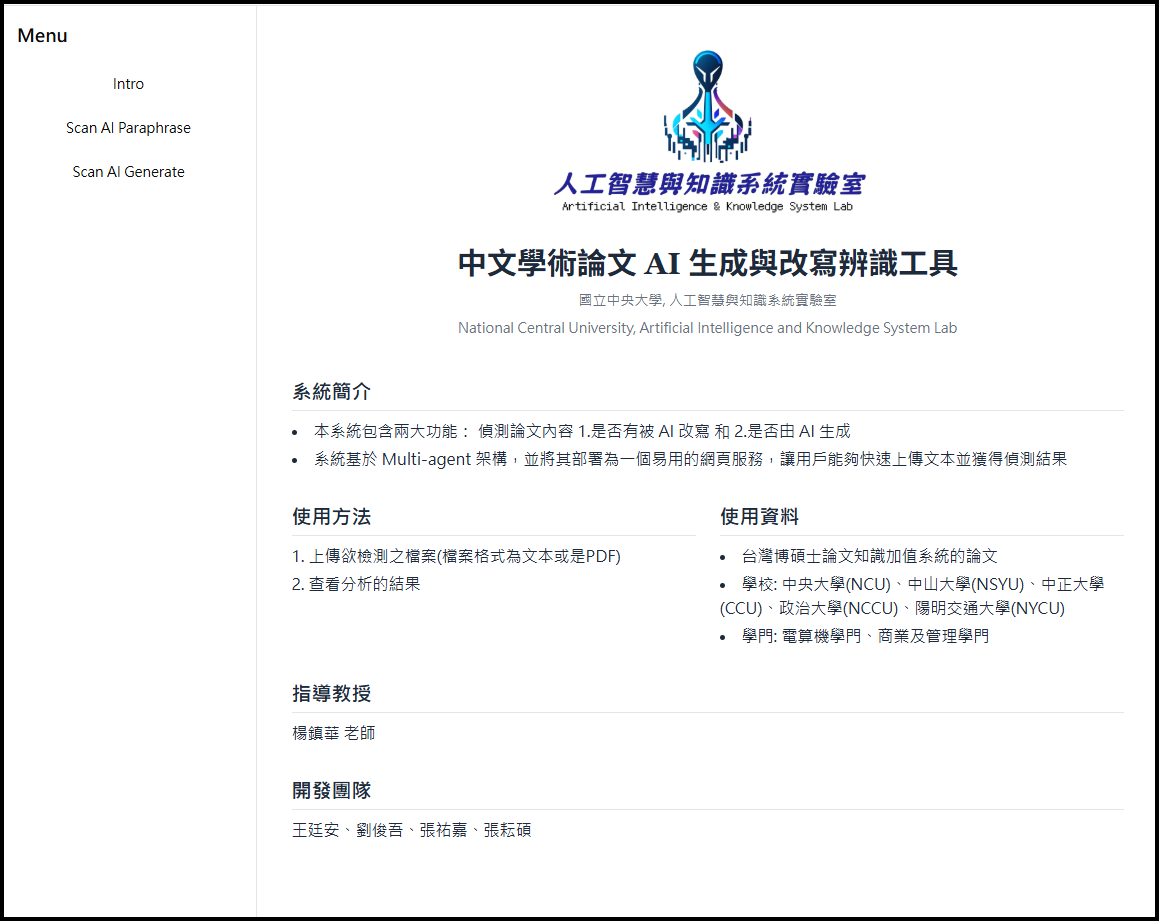 Menu
Intro
Scan AI Paraphrase
Scan AI Generate
人工智慧與知識系統實驗室
Artificial Intelligence & Knowledge System Lab
中文學術論文 AI 生成與改寫辨識工具
國立中央大學, 人工智慧與知識系統實驗室
National Central University, Artificial Intelligence and Knowledge System Lab
系統簡介
• 本系統包含兩大功能： 偵測論文內容 1.是否有被 AI 改寫 和 2.是否由 AI 生成
• 系統基於 Multi-agent 架構，並將其部署為一個易用的網頁服務，讓用戶能夠快速上傳文本並獲得偵測結果
使用方法
1. 上傳欲檢測之檔案(檔案格式為文本或是PDF)
2. 查看分析的結果
使用資料
• 台灣博碩士論文知識加值系統的論文
• 學校: 中央大學(NCU)、中山大學(NSYU)、中正大學
(CCU)、政治大學(NCCU)、陽明交通大學(NYCU)
• 學門: 電算機學門、商業及管理學門
指導教授
楊鎮華 老師
開發團隊
王廷安、劉俊吾、張祐嘉、張耘碩